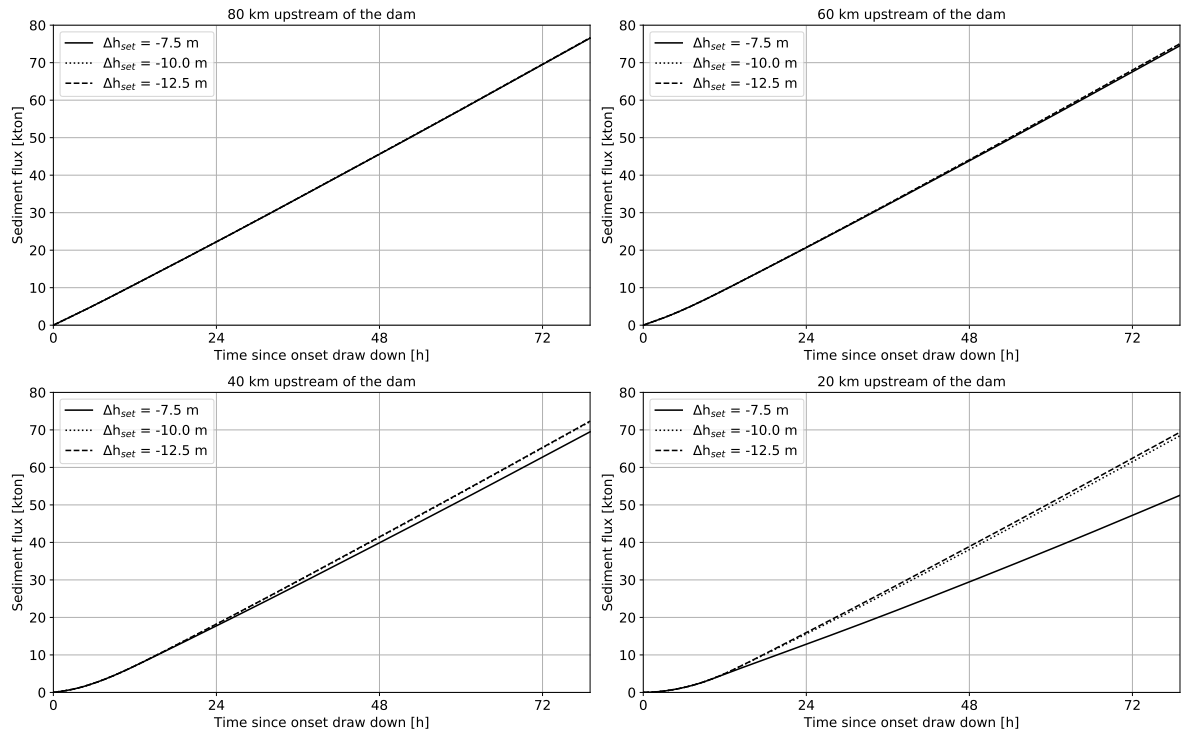 80 km upstream of the dam
80
70
60
50
40
30
20
10
0
Sediment flux [kton]
Δh_set = -7.5 m
Δh_set = -10.0 m
Δh_set = -12.5 m
0 24 48 72
Time since onset draw down [h]
60 km upstream of the dam
80
70
60
50
40
30
20
10
0
Sediment flux [kton]
Δh_set = -7.5 m
Δh_set = -10.0 m
Δh_set = -12.5 m
0 24 48 72
Time since onset draw down [h]
40 km upstream of the dam
80
70
60
50
40
30
20
10
0
Sediment flux [kton]
Δh_set = -7.5 m
Δh_set = -10.0 m
Δh_set = -12.5 m
0 24 48 72
Time since onset draw down [h]
20 km upstream of the dam
80
70
60
50
40
30
20
10
0
Sediment flux [kton]
Δh_set = -7.5 m
Δh_set = -10.0 m
Δh_set = -12.5 m
0 24 48 72
Time since onset draw down [h]